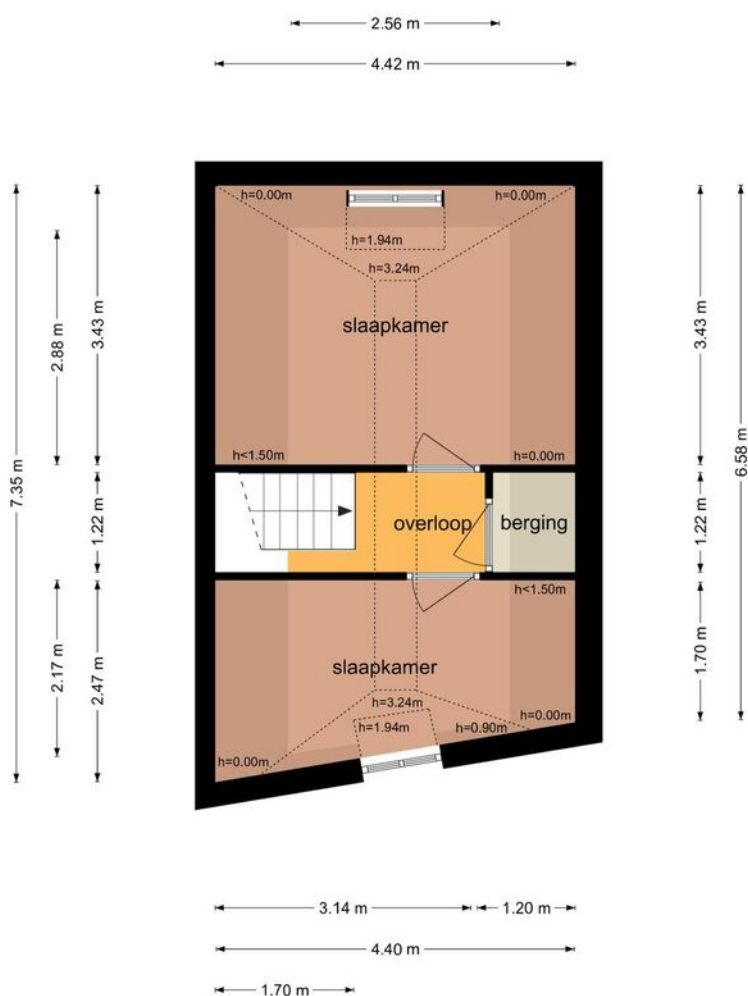 2.56 m
4.42 m
h=0.00m
h=0.00m
h=1.94m
h=3.24m
slaapkamer
h<1.50m
h=0.00m
overloop
berging
h<1.50m
slaapkamer
h=3.24m
h=1.94m
h=0.90m
h=0.00m
h=0.00m
7.35 m
2.88 m
3.43 m
1.22 m
2.17 m
2.47 m
3.43 m
1.22 m
1.70 m
6.58 m
3.14 m
1.20 m
4.40 m
1.70 m